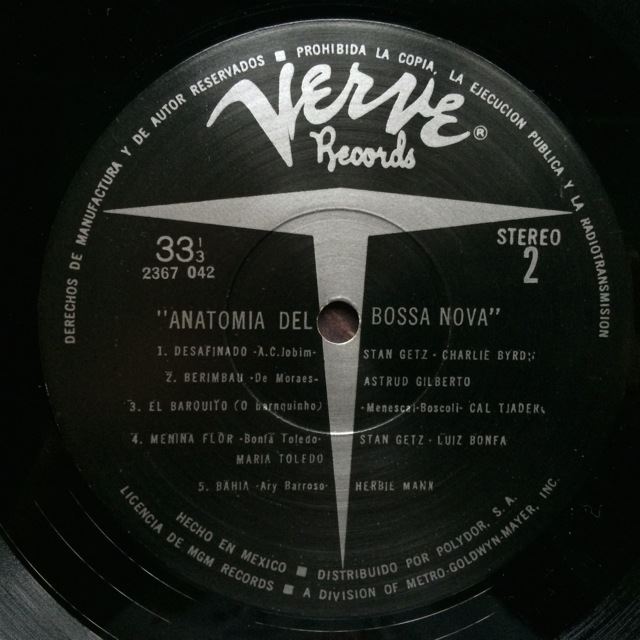 DERECHOS DE MANUFACTURA Y DE AUTOR RESERVADOS ■ PROHIBIDA LA COPIA, LA EJECUCION PUBLICA Y LA RADIOTRANSMISION
Verve®
Records
33 1/3
2367 042
STEREO
2
"ANATOMIA DEL BOSSA NOVA"
1. DESAFINADO -A.C.Jobim- STAN GETZ - CHARLIE BYRD
2. BERIMBAU -De Moraes- ASTRUD GILBERTO
3. EL BARQUITO (O barnquinho) -Menescal-Boscoli- CAL TJADER
4. MENINA FLOR -Bonfa Toledo- STAN GETZ - LUIZ BONFA
MARIA TOLEDO
5. BAHIA -Ary Barroso- HERBIE MANN
HECHO EN MEXICO ■ DISTRIBUIDO POR POLYDOR, S. A.
LICENCIA DE MGM RECORDS ■ A DIVISION OF METRO-GOLDWYN-MAYER, INC.